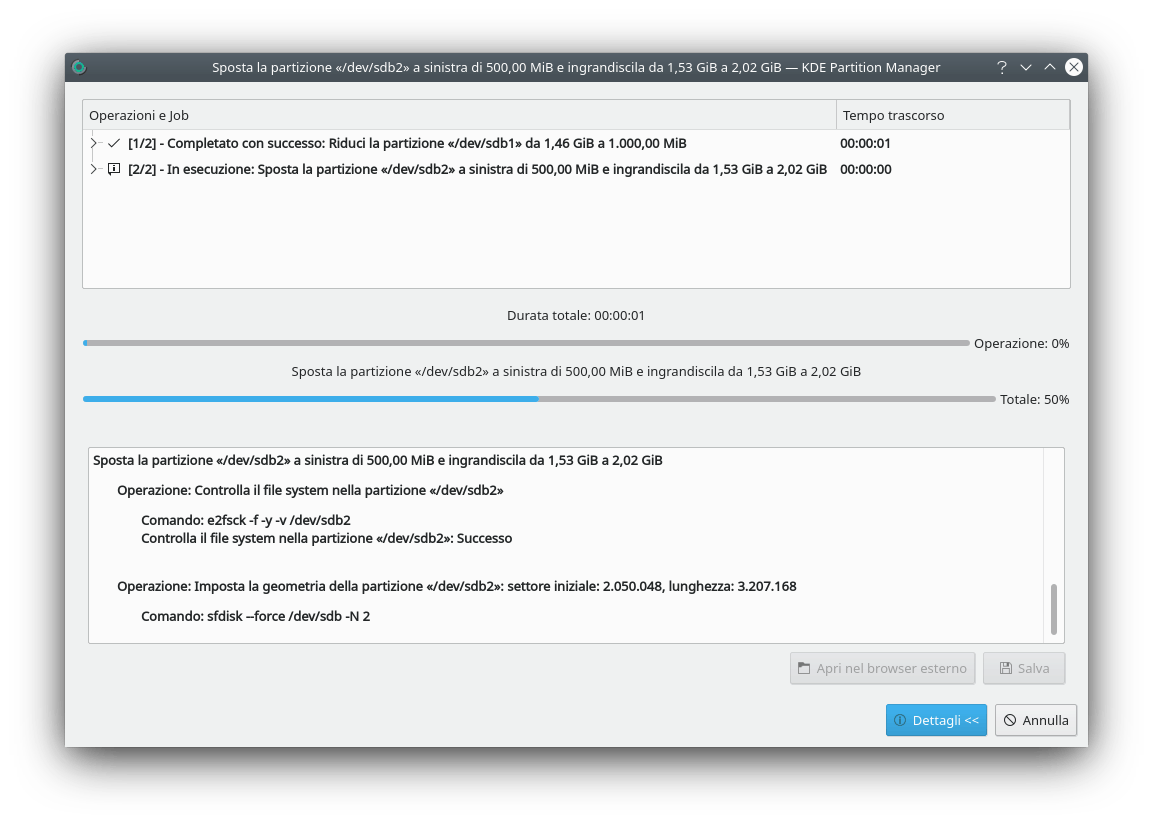 Sposta la partizione «/dev/sdb2» a sinistra di 500,00 MiB e ingrandiscila da 1,53 GiB a 2,02 GiB — KDE Partition Manager
Operazioni e Job
Tempo trascorso
[1/2] - Completato con successo: Riduci la partizione «/dev/sdb1» da 1,46 GiB a 1.000,00 MiB
00:00:01
[2/2] - In esecuzione: Sposta la partizione «/dev/sdb2» a sinistra di 500,00 MiB e ingrandiscila da 1,53 GiB a 2,02 GiB
00:00:00
Durata totale: 00:00:01
Operazione: 0%
Sposta la partizione «/dev/sdb2» a sinistra di 500,00 MiB e ingrandiscila da 1,53 GiB a 2,02 GiB
Totale: 50%
Sposta la partizione «/dev/sdb2» a sinistra di 500,00 MiB e ingrandiscila da 1,53 GiB a 2,02 GiB
Operazione: Controlla il file system nella partizione «/dev/sdb2»
Comando: e2fsck -f -y -v /dev/sdb2
Controlla il file system nella partizione «/dev/sdb2»: Successo
Operazione: Imposta la geometria della partizione «/dev/sdb2»: settore iniziale: 2.050.048, lunghezza: 3.207.168
Comando: sfdisk --force /dev/sdb -N 2
Apri nel browser esterno
Salva
Dettagli <<
Annulla